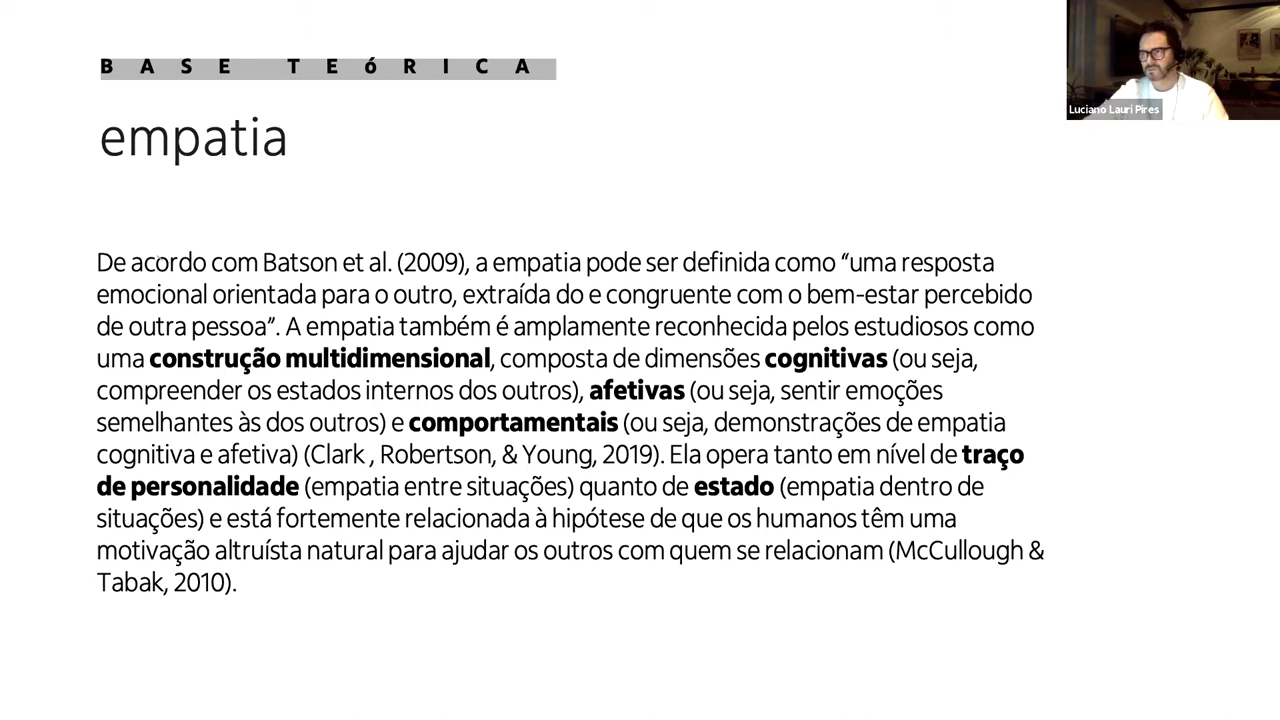 BASE TEóRICA
Luciano Lauri Pires
empatia
De acordo com Batson et al. (2009), a empatia pode ser definida como “uma resposta
emocional orientada para o outro, extraída do e congruente com o bem-estar percebido
de outra pessoa”. A empatia também é amplamente reconhecida pelos estudiosos como
uma construção multidimensional, composta de dimensões cognitivas (ou seja,
compreender os estados internos dos outros), afetivas (ou seja, sentir emoções
semelhantes às dos outros) e comportamentais (ou seja, demonstrações de empatia
cognitiva e afetiva) (Clark , Robertson, & Young, 2019). Ela opera tanto em nível de traço
de personalidade (empatia entre situações) quanto de estado (empatia dentro de
situações) e está fortemente relacionada à hipótese de que os humanos têm uma
motivação altruísta natural para ajudar os outros com quem se relacionam (McCullough &
Tabak, 2010).